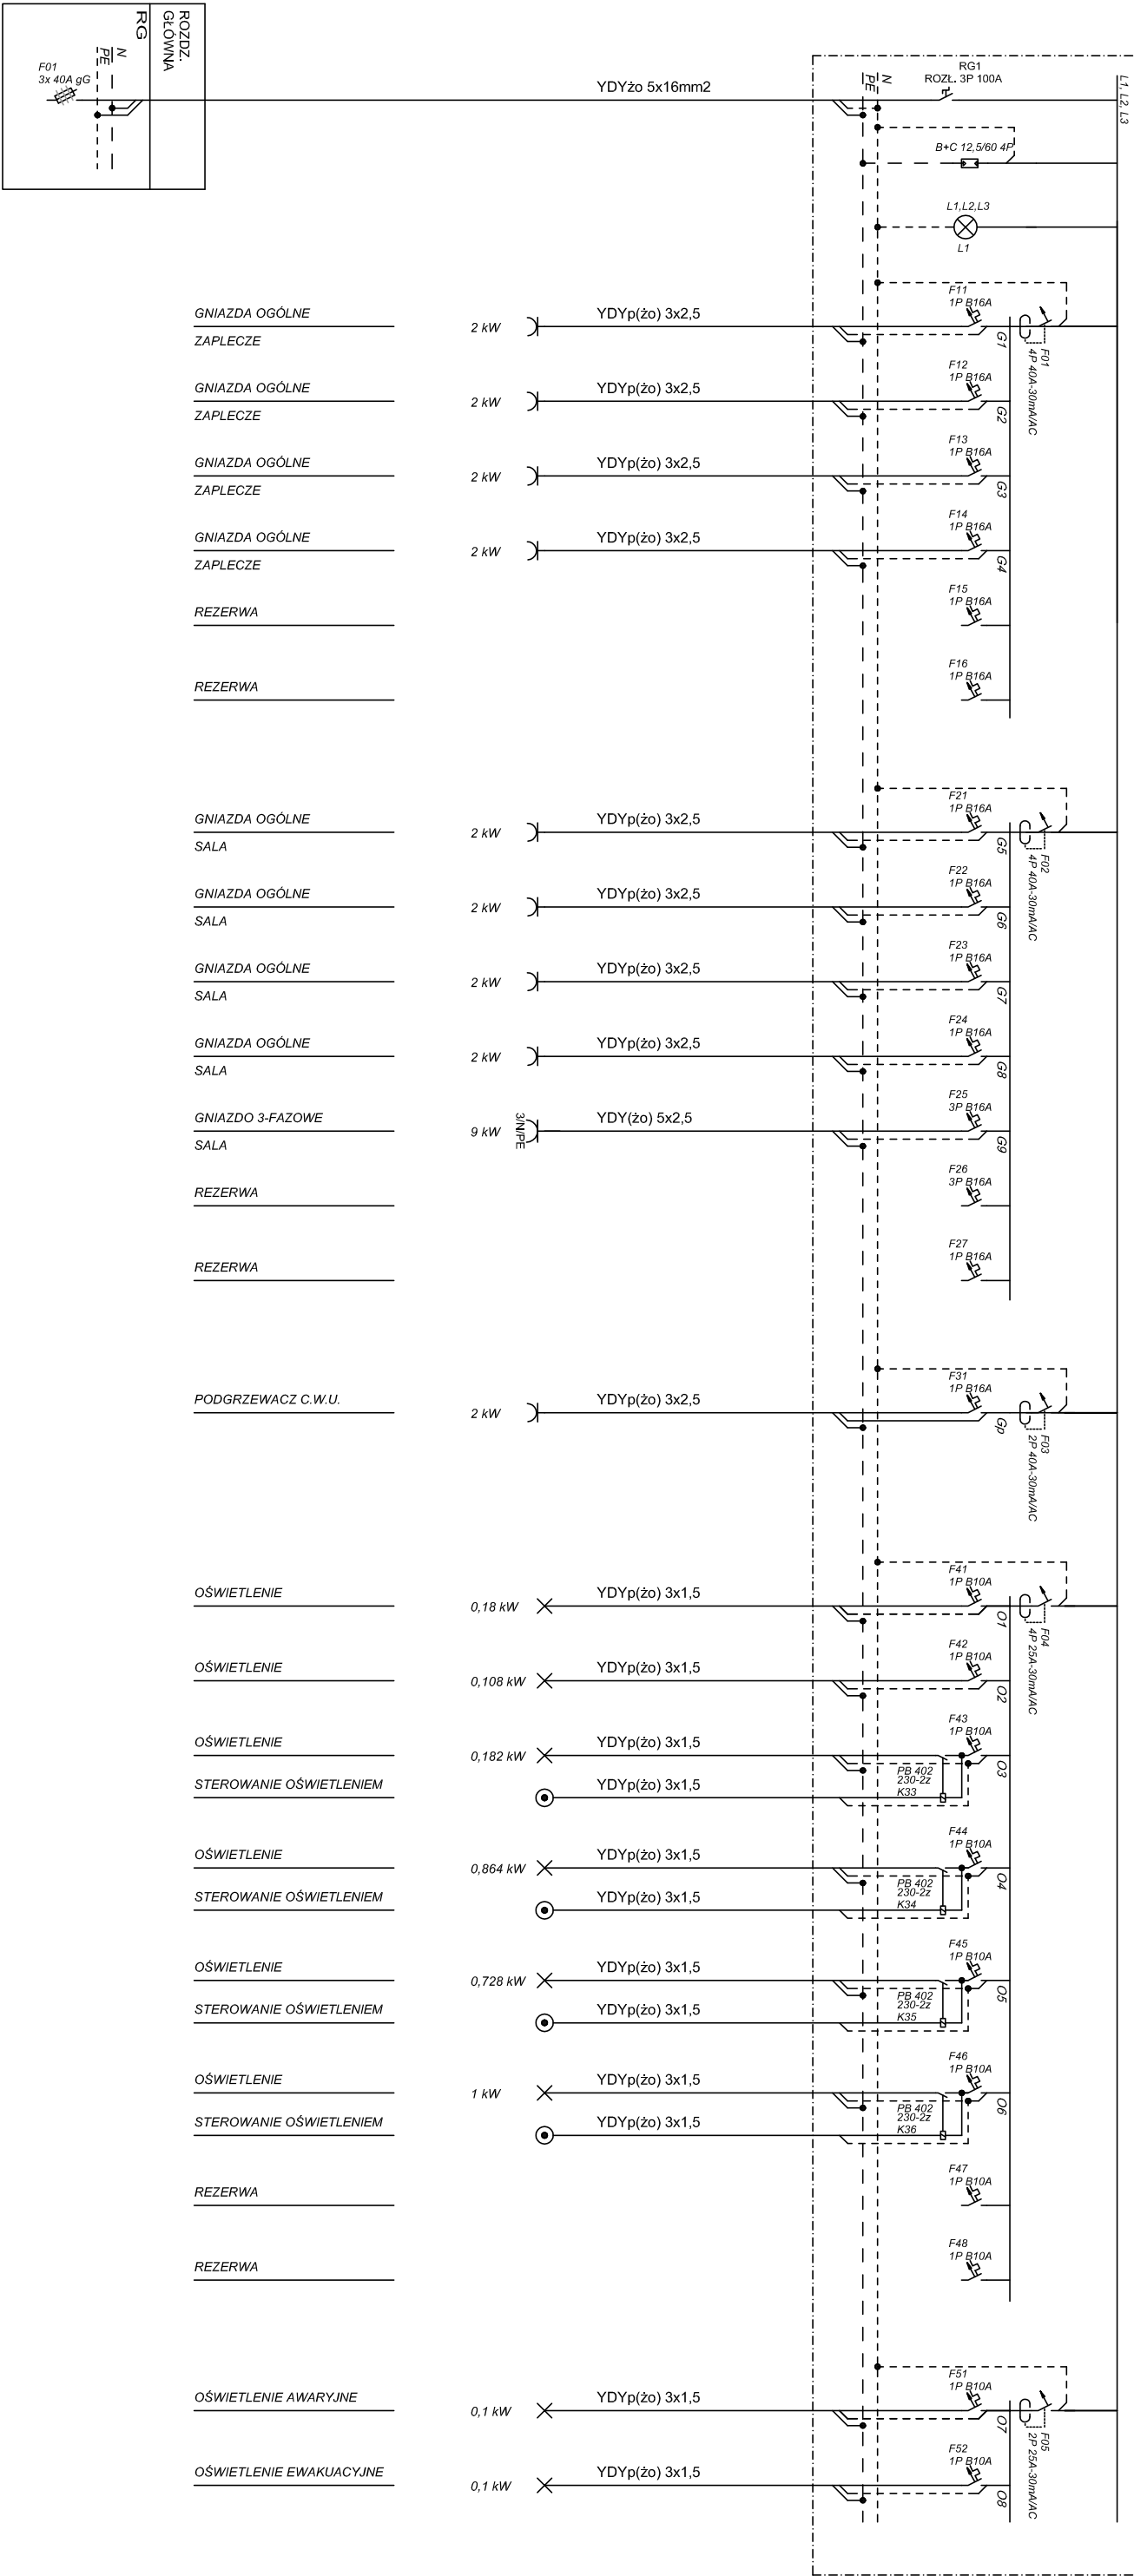 ROZDZ.
GŁÓWNA
RG
N
PE
F01
3x 40A gG
YDYżo 5x16mm2
N
PE
RG1
ROZŁ. 3P 100A
L1, L2, L3
B+C 12,5/60 4P
L1,L2,L3
L1
GNIAZDA OGÓLNE
ZAPLECZE
2 kW
YDYp(żo) 3x2,5
F11
1P B16A
G1
F01
4P 40A-30mA/AC
GNIAZDA OGÓLNE
ZAPLECZE
2 kW
YDYp(żo) 3x2,5
F12
1P B16A
G2
GNIAZDA OGÓLNE
ZAPLECZE
2 kW
YDYp(żo) 3x2,5
F13
1P B16A
G3
GNIAZDA OGÓLNE
ZAPLECZE
2 kW
YDYp(żo) 3x2,5
F14
1P B16A
G4
REZERWA
F15
1P B16A
REZERWA
F16
1P B16A
GNIAZDA OGÓLNE
SALA
2 kW
YDYp(żo) 3x2,5
F21
1P B16A
G5
F02
4P 40A-30mA/AC
GNIAZDA OGÓLNE
SALA
2 kW
YDYp(żo) 3x2,5
F22
1P B16A
G6
GNIAZDA OGÓLNE
SALA
2 kW
YDYp(żo) 3x2,5
F23
1P B16A
G7
GNIAZDA OGÓLNE
SALA
2 kW
YDYp(żo) 3x2,5
F24
1P B16A
G8
GNIAZDO 3-FAZOWE
SALA
9 kW
3/N/PE
YDY(żo) 5x2,5
F25
3P B16A
G9
REZERWA
F26
3P B16A
REZERWA
F27
1P B16A
PODGRZEWACZ C.W.U.
2 kW
YDYp(żo) 3x2,5
F31
1P B16A
Gp
F03
2P 40A-30mA/AC
OŚWIETLENIE
0,18 kW
YDYp(żo) 3x1,5
F41
1P B10A
O1
F04
4P 25A-30mA/AC
OŚWIETLENIE
0,108 kW
YDYp(żo) 3x1,5
F42
1P B10A
O2
OŚWIETLENIE
0,182 kW
YDYp(żo) 3x1,5
F43
1P B10A
O3
STEROWANIE OŚWIETLENIEM
YDYp(żo) 3x1,5
PB 402
230-2z
K33
OŚWIETLENIE
0,864 kW
YDYp(żo) 3x1,5
F44
1P B10A
O4
STEROWANIE OŚWIETLENIEM
YDYp(żo) 3x1,5
PB 402
230-2z
K34
OŚWIETLENIE
0,728 kW
YDYp(żo) 3x1,5
F45
1P B10A
O5
STEROWANIE OŚWIETLENIEM
YDYp(żo) 3x1,5
PB 402
230-2z
K35
OŚWIETLENIE
1 kW
YDYp(żo) 3x1,5
F46
1P B10A
O6
STEROWANIE OŚWIETLENIEM
YDYp(żo) 3x1,5
PB 402
230-2z
K36
REZERWA
F47
1P B10A
REZERWA
F48
1P B10A
OŚWIETLENIE AWARYJNE
0,1 kW
YDYp(żo) 3x1,5
F51
1P B10A
O7
F05
2P 25A-30mA/AC
OŚWIETLENIE EWAKUACYJNE
0,1 kW
YDYp(żo) 3x1,5
F52
1P B10A
O8